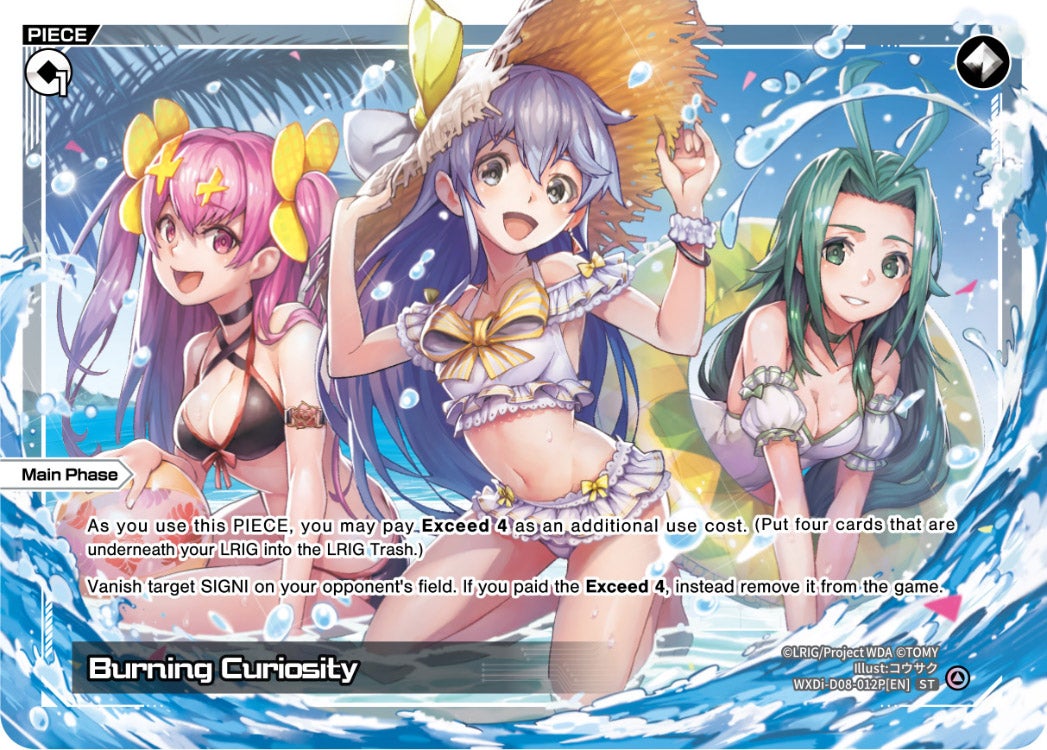 PIECE
1
Main Phase
As you use this PIECE, you may pay Exceed 4 as an additional use cost. (Put four cards that are
underneath your LRIG into the LRIG Trash.)
Vanish target SIGNI on your opponent's field. If you paid the Exceed 4, instead remove it from the game.
Burning Curiosity
©LRIG/Project WDA ©TOMY
Illust:コウサク
WXDi-D08-012P[EN] ST